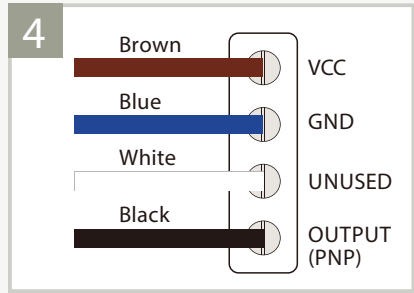 4
Brown
VCC
Blue
GND
White
UNUSED
Black
OUTPUT
(PNP)